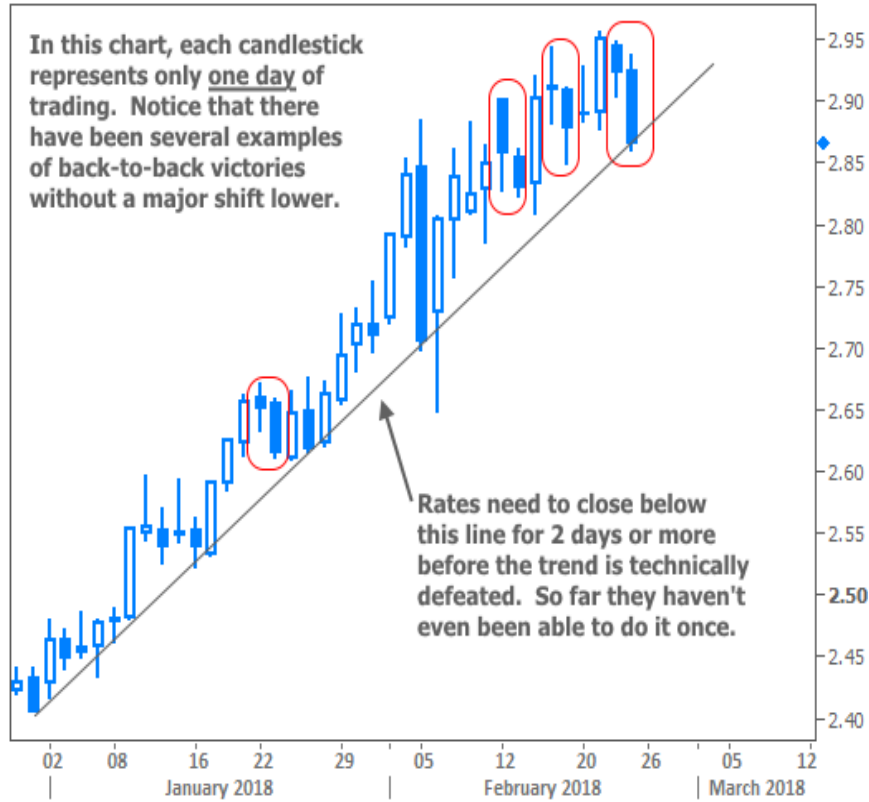 In this chart, each candlestick
represents only one day of
trading.  Notice that there
have been several examples
of back-to-back victories
without a major shift lower.
2.95
2.90
2.85
2.80
2.75
2.70
2.65
2.60
2.55
2.50
2.45
2.40
Rates need to close below
this line for 2 days or more
before the trend is technically
defeated.  So far they haven't
even been able to do it once.
02 08 16 22 29 05 12 20 26 05 12
January 2018 February 2018 March 2018